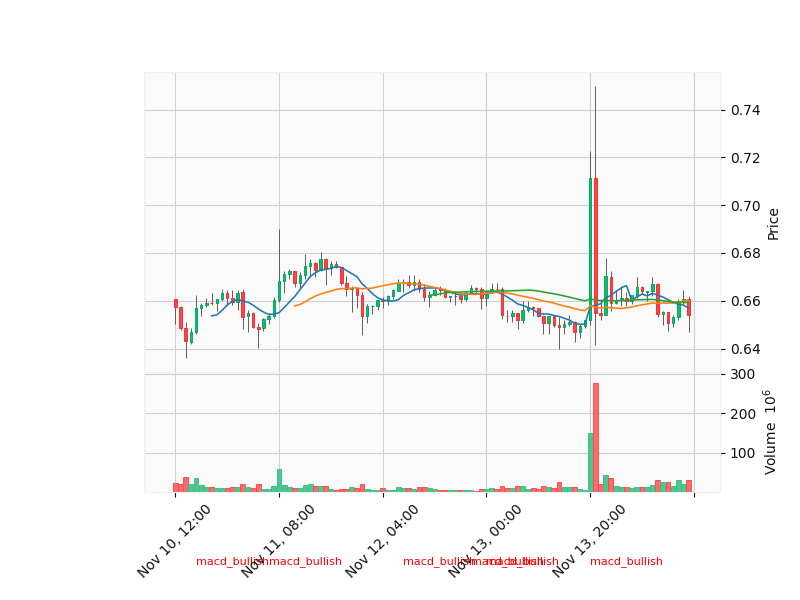 0.74
0.72
0.70
Price
0.68
0.66
0.64
300
200
Volume 10^6
100
Nov 10, 12:00
Nov 11, 08:00
Nov 12, 04:00
Nov 13, 00:00
Nov 13, 20:00
macd_bullish macd_bullish macd_bullish macd_bullish macd_bullish macd_bullish